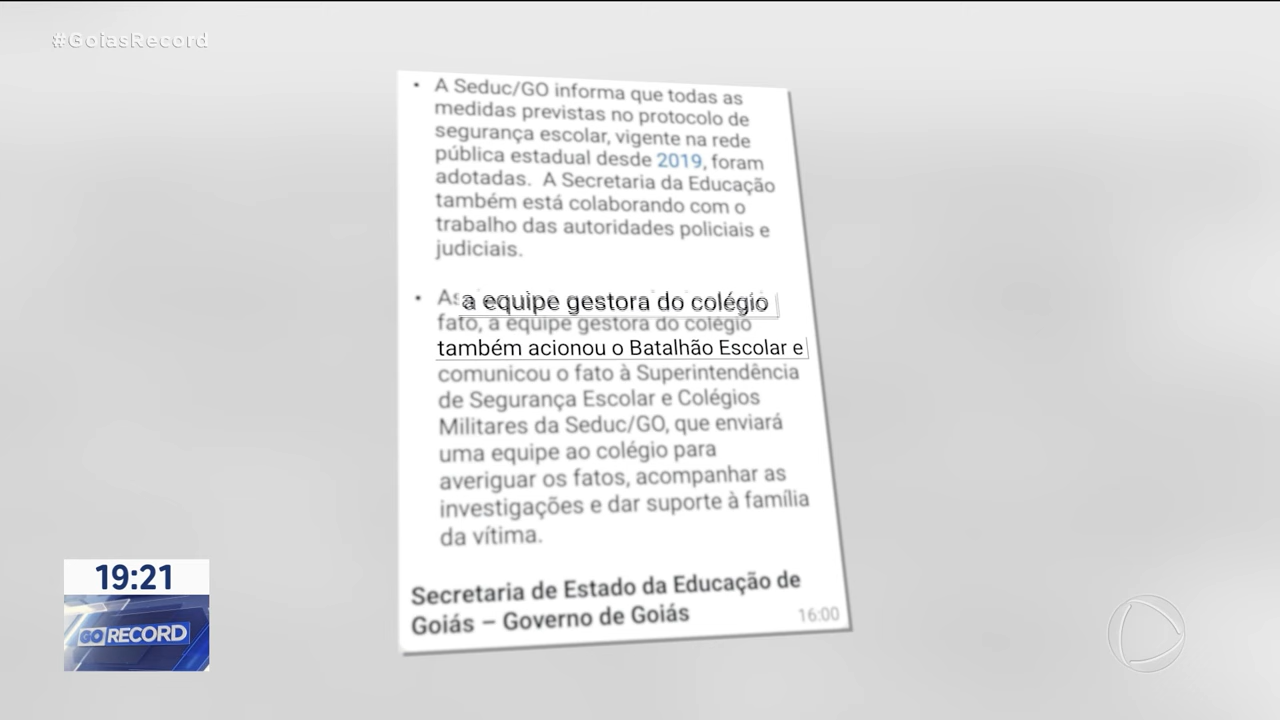 #GoiasRecord
• A Seduc/GO informa que todas as
medidas previstas no protocolo de
segurança escolar, vigente na rede
pública estadual desde 2019, foram
adotadas. A Secretaria da Educação
também está colaborando com o
trabalho das autoridades policiais e
judiciais.
a equipe gestora do colégio
fato, a equipe gestora do colégio
também acionou o Batalhão Escolar e
comunicou o fato à Superintendência
de Segurança Escolar e Colégios
Militares da Seduc/GO, que enviará
uma equipe ao colégio para
averiguar os fatos, acompanhar as
investigações e dar suporte à família
da vítima.
Secretaria de Estado da Educação de
Goiás – Governo de Goiás
16:00
19:21
GO RECORD